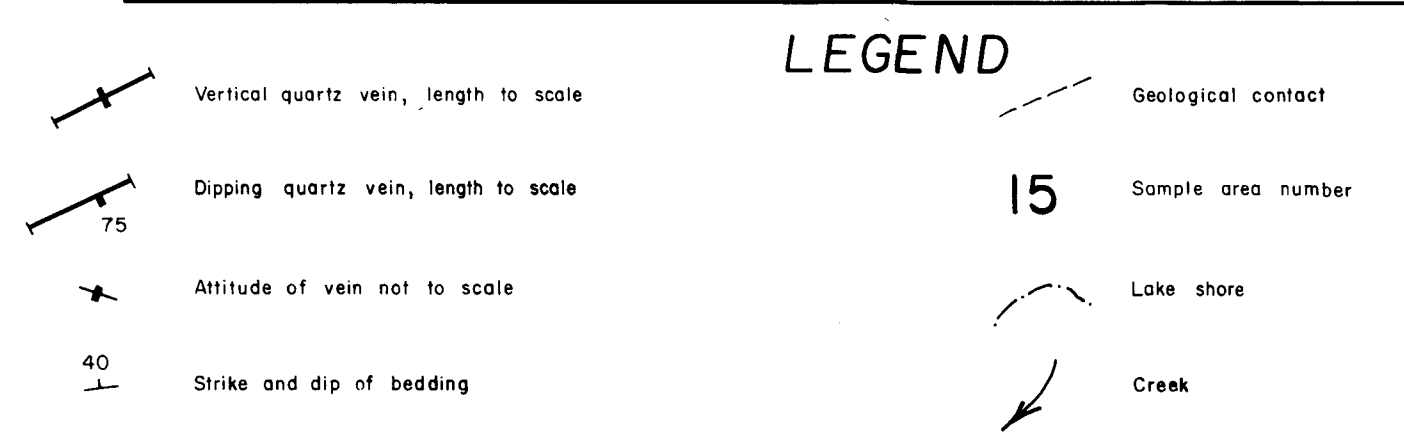 LEGEND
Vertical quartz vein, length to scale
75
Dipping quartz vein, length to scale
Attitude of vein not to scale
40
Strike and dip of bedding
Geological contact
15
Sample area number
Lake shore
Creek